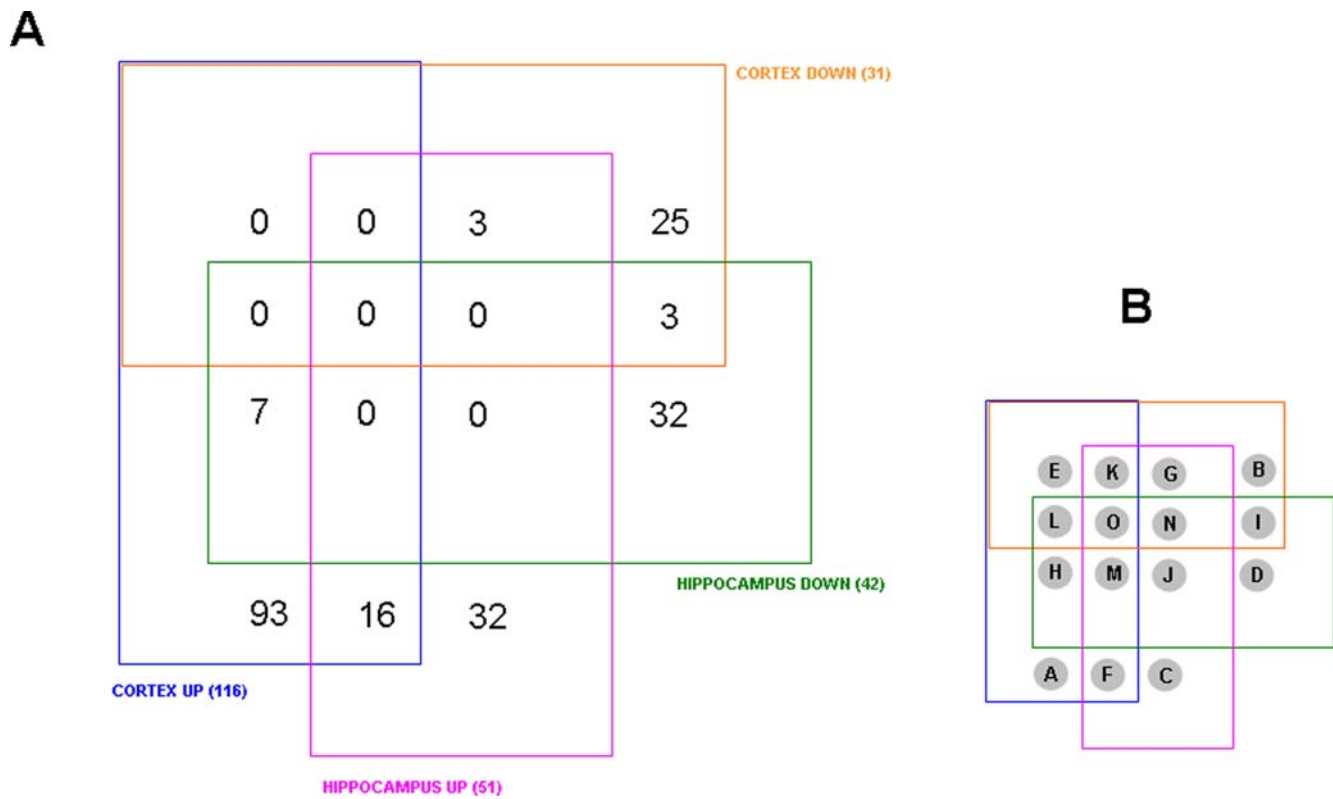 A
CORTEX DOWN (31)
0 0 3 25
0 0 0 3
7 0 0 32
HIPPOCAMPUS DOWN (42)
93 16 32
CORTEX UP (116)
HIPPOCAMPUS UP (51)
B
E K G B
L O N I
H M J D
A F C